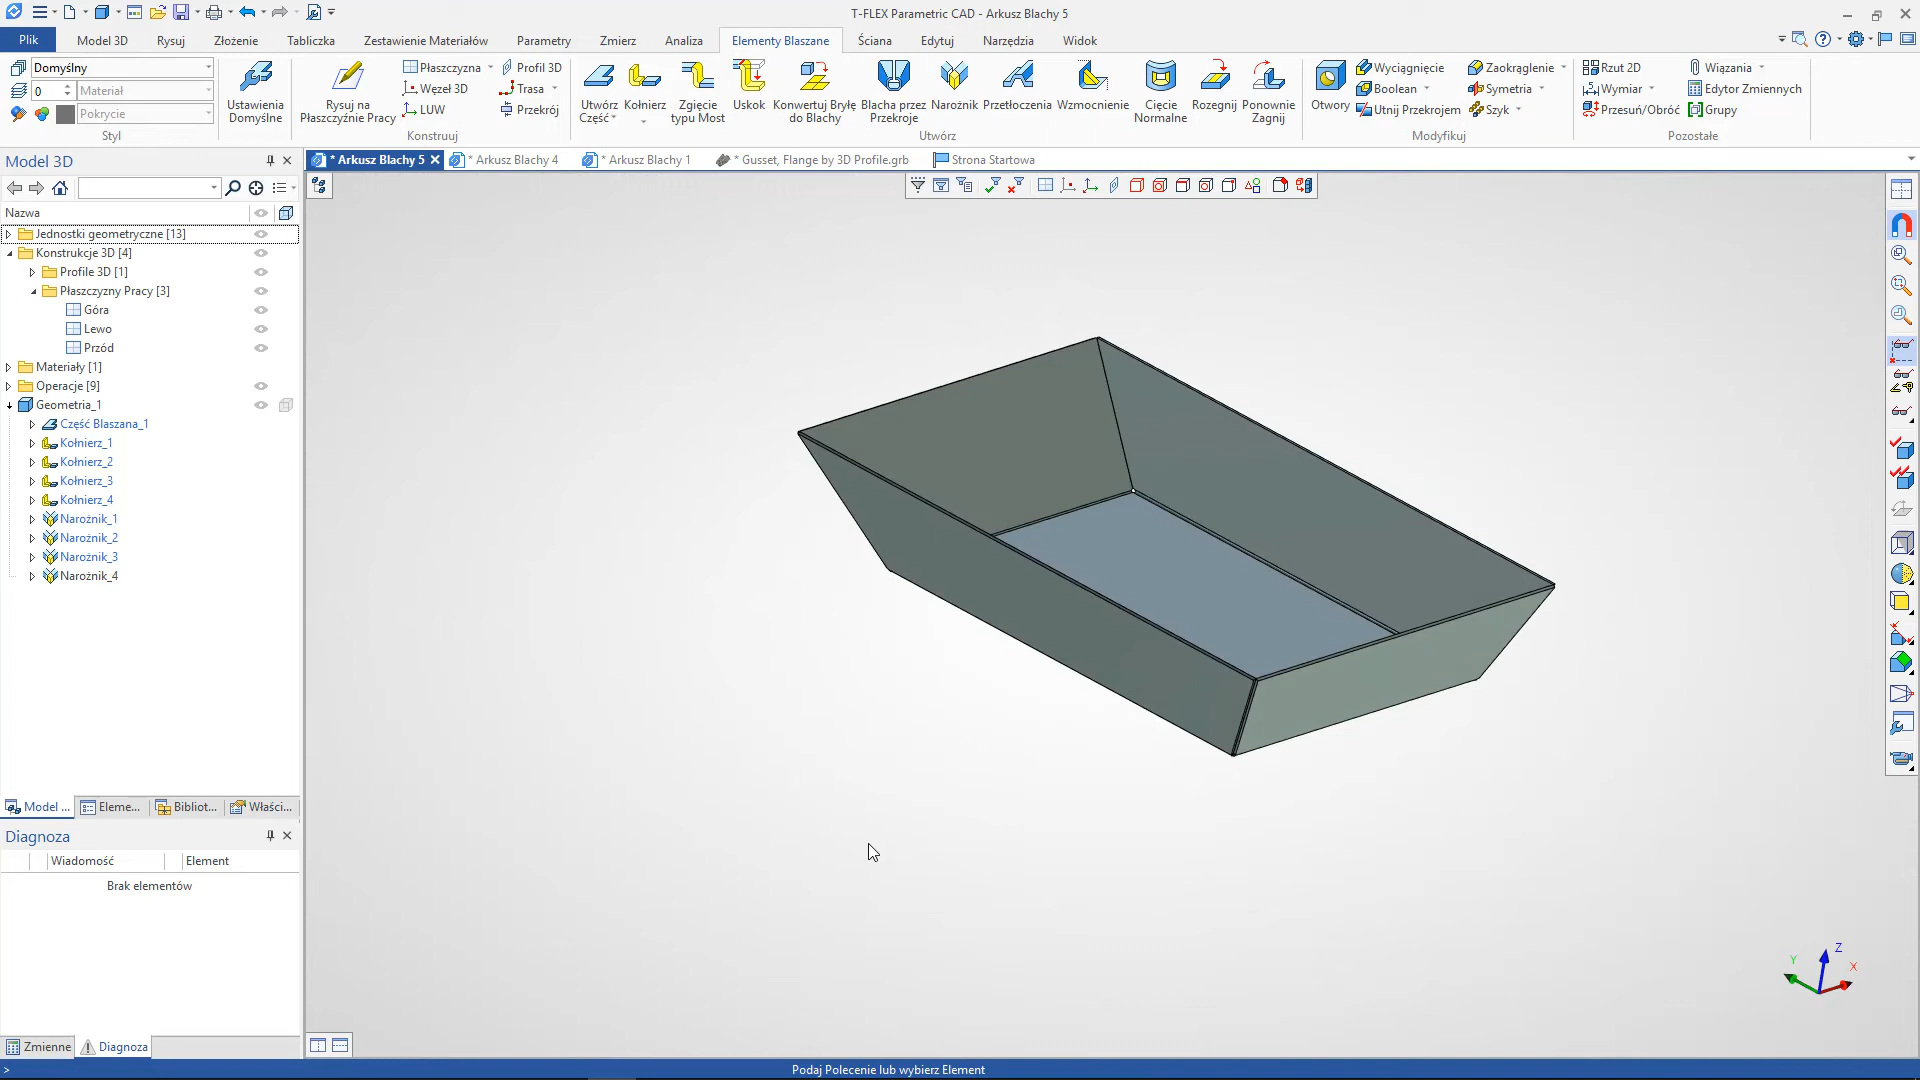 T-FLEX Parametric CAD - Arkusz Blachy 5
Plik
Model 3D
Rysuj
Złożenie
Tabliczka
Zestawienie Materiałów
Parametry
Zmierz
Analiza
Elementy Blaszane
Ściana
Edytuj
Narzędzia
Widok
Domyślny
0
Materiał
Pokrycie
Styl
Ustawienia
Domyślne
Rysuj na
Płaszczyźnie Pracy
Płaszczyzna
Węzeł 3D
LUW
Profil 3D
Trasa
Przekrój
Konstruuj
Utwórz
Część
Kołnierz
Zgięcie
typu Most
Uskok
Konwertuj Bryłę
do Blachy
Blacha przez
Przekroje
Narożnik
Przetłoczenia
Wzmocnienie
Cięcie
Normalne
Rozegnij
Ponownie
Zagnij
Utwórz
Otwory
Wyciągnięcie
Boolean
Utnij Przekrojem
Zaokrąglenie
Symetria
Szyk
Modyfikuj
Rzut 2D
Wymiar
Przesuń/Obróć
Wiązania
Edytor Zmiennych
Grupy
Pozostałe
Model 3D
* Arkusz Blachy 5
* Arkusz Blachy 4
* Arkusz Blachy 1
* Gusset, Flange by 3D Profile.grb
Strona Startowa
Nazwa
Jednostki geometryczne [13]
Konstrukcje 3D [4]
Profile 3D [1]
Płaszczyzny Pracy [3]
Góra
Lewo
Przód
Materiały [1]
Operacje [9]
Geometria_1
Część Blaszana_1
Kołnierz_1
Kołnierz_2
Kołnierz_3
Kołnierz_4
Narożnik_1
Narożnik_2
Narożnik_3
Narożnik_4
Model ...
Eleme...
Bibliot...
Właści...
Diagnoza
Wiadomość
Element
Brak elementów
Zmienne
Diagnoza
Z
Y
X
>
Podaj Polecenie lub wybierz Element